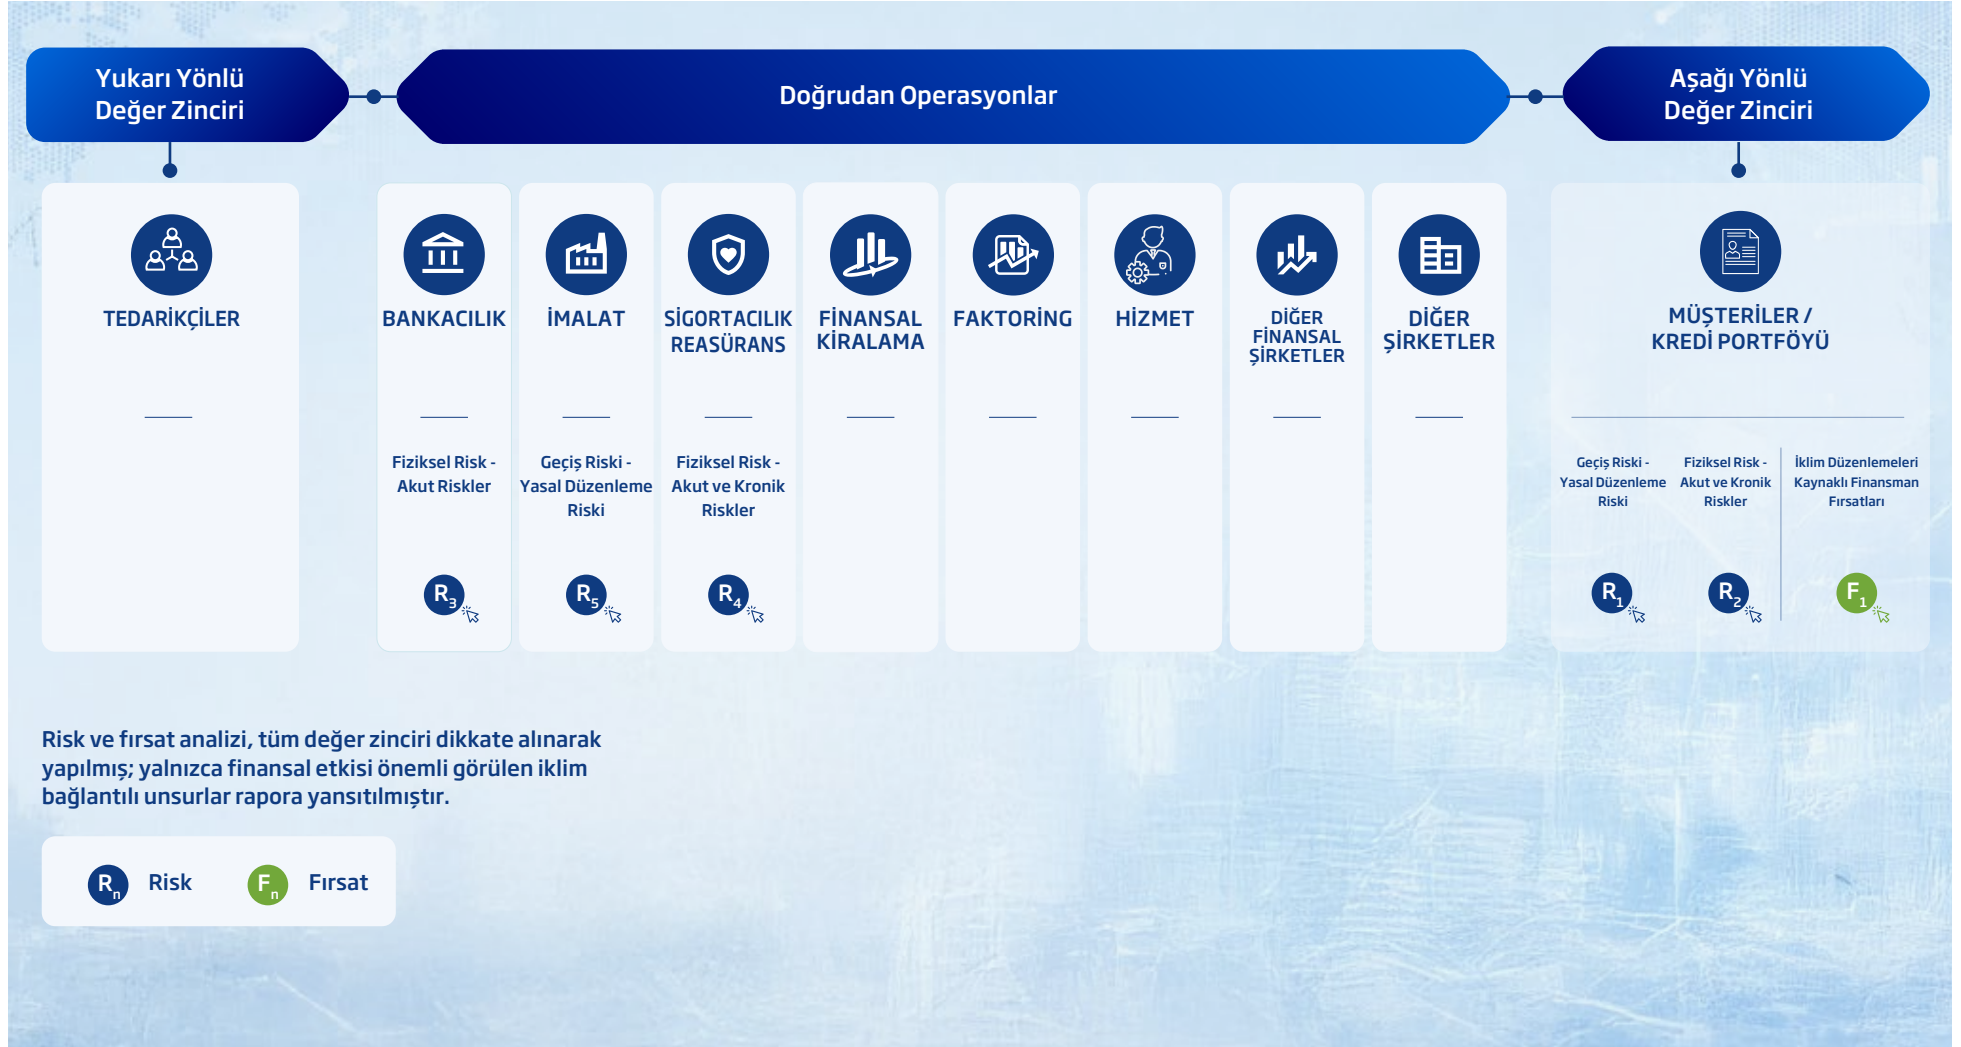 Yukarı Yönlü
Değer Zinciri
Doğrudan Operasyonlar
Aşağı Yönlü
Değer Zinciri
TEDARİKÇİLER
BANKACILIK
Fiziksel Risk -
Akut Riskler
R3
İMALAT
Geçiş Riski -
Yasal Düzenleme
Riski
R5
SİGORTACILIK
REASÜRANS
Fiziksel Risk -
Akut ve Kronik
Riskler
R4
FİNANSAL
KİRALAMA
FAKTORİNG
HİZMET
DİĞER
FİNANSAL
ŞİRKETLER
DİĞER
ŞİRKETLER
MÜŞTERİLER /
KREDİ PORTFÖYÜ
Geçiş Riski -
Yasal Düzenleme
Riski
R1
Fiziksel Risk -
Akut ve Kronik
Riskler
R2
İklim Düzenlemeleri
Kaynaklı Finansman
Fırsatları
F1
Risk ve fırsat analizi, tüm değer zinciri dikkate alınarak
yapılmış; yalnızca finansal etkisi önemli görülen iklim
bağlantılı unsurlar rapora yansıtılmıştır.
Rn Risk
Fn Fırsat